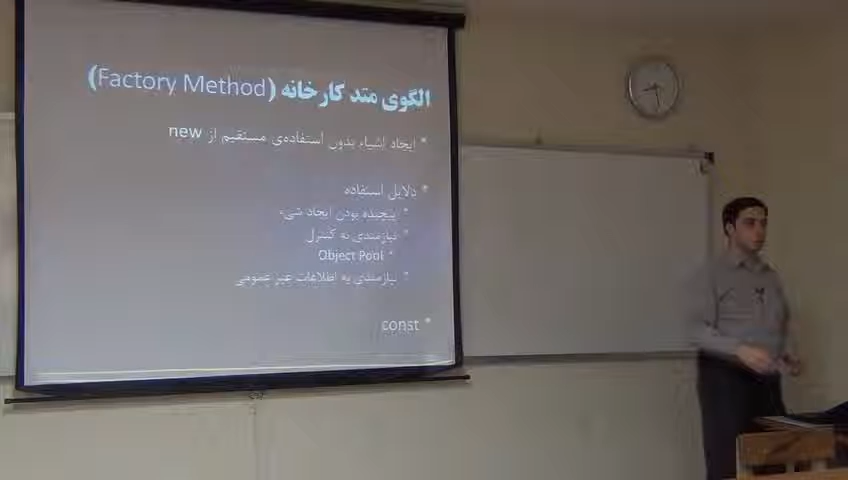 الگوی متد کارخانه (Factory Method)
ایجاد اشیاء بدون استفاده‌ی مستقیم از new
دلایل استفاده
پیچیده بودن ایجاد شیء
نیازمندی به کنترل
Object Pool
نیازمندی به اطلاعات غیر عمومی
const